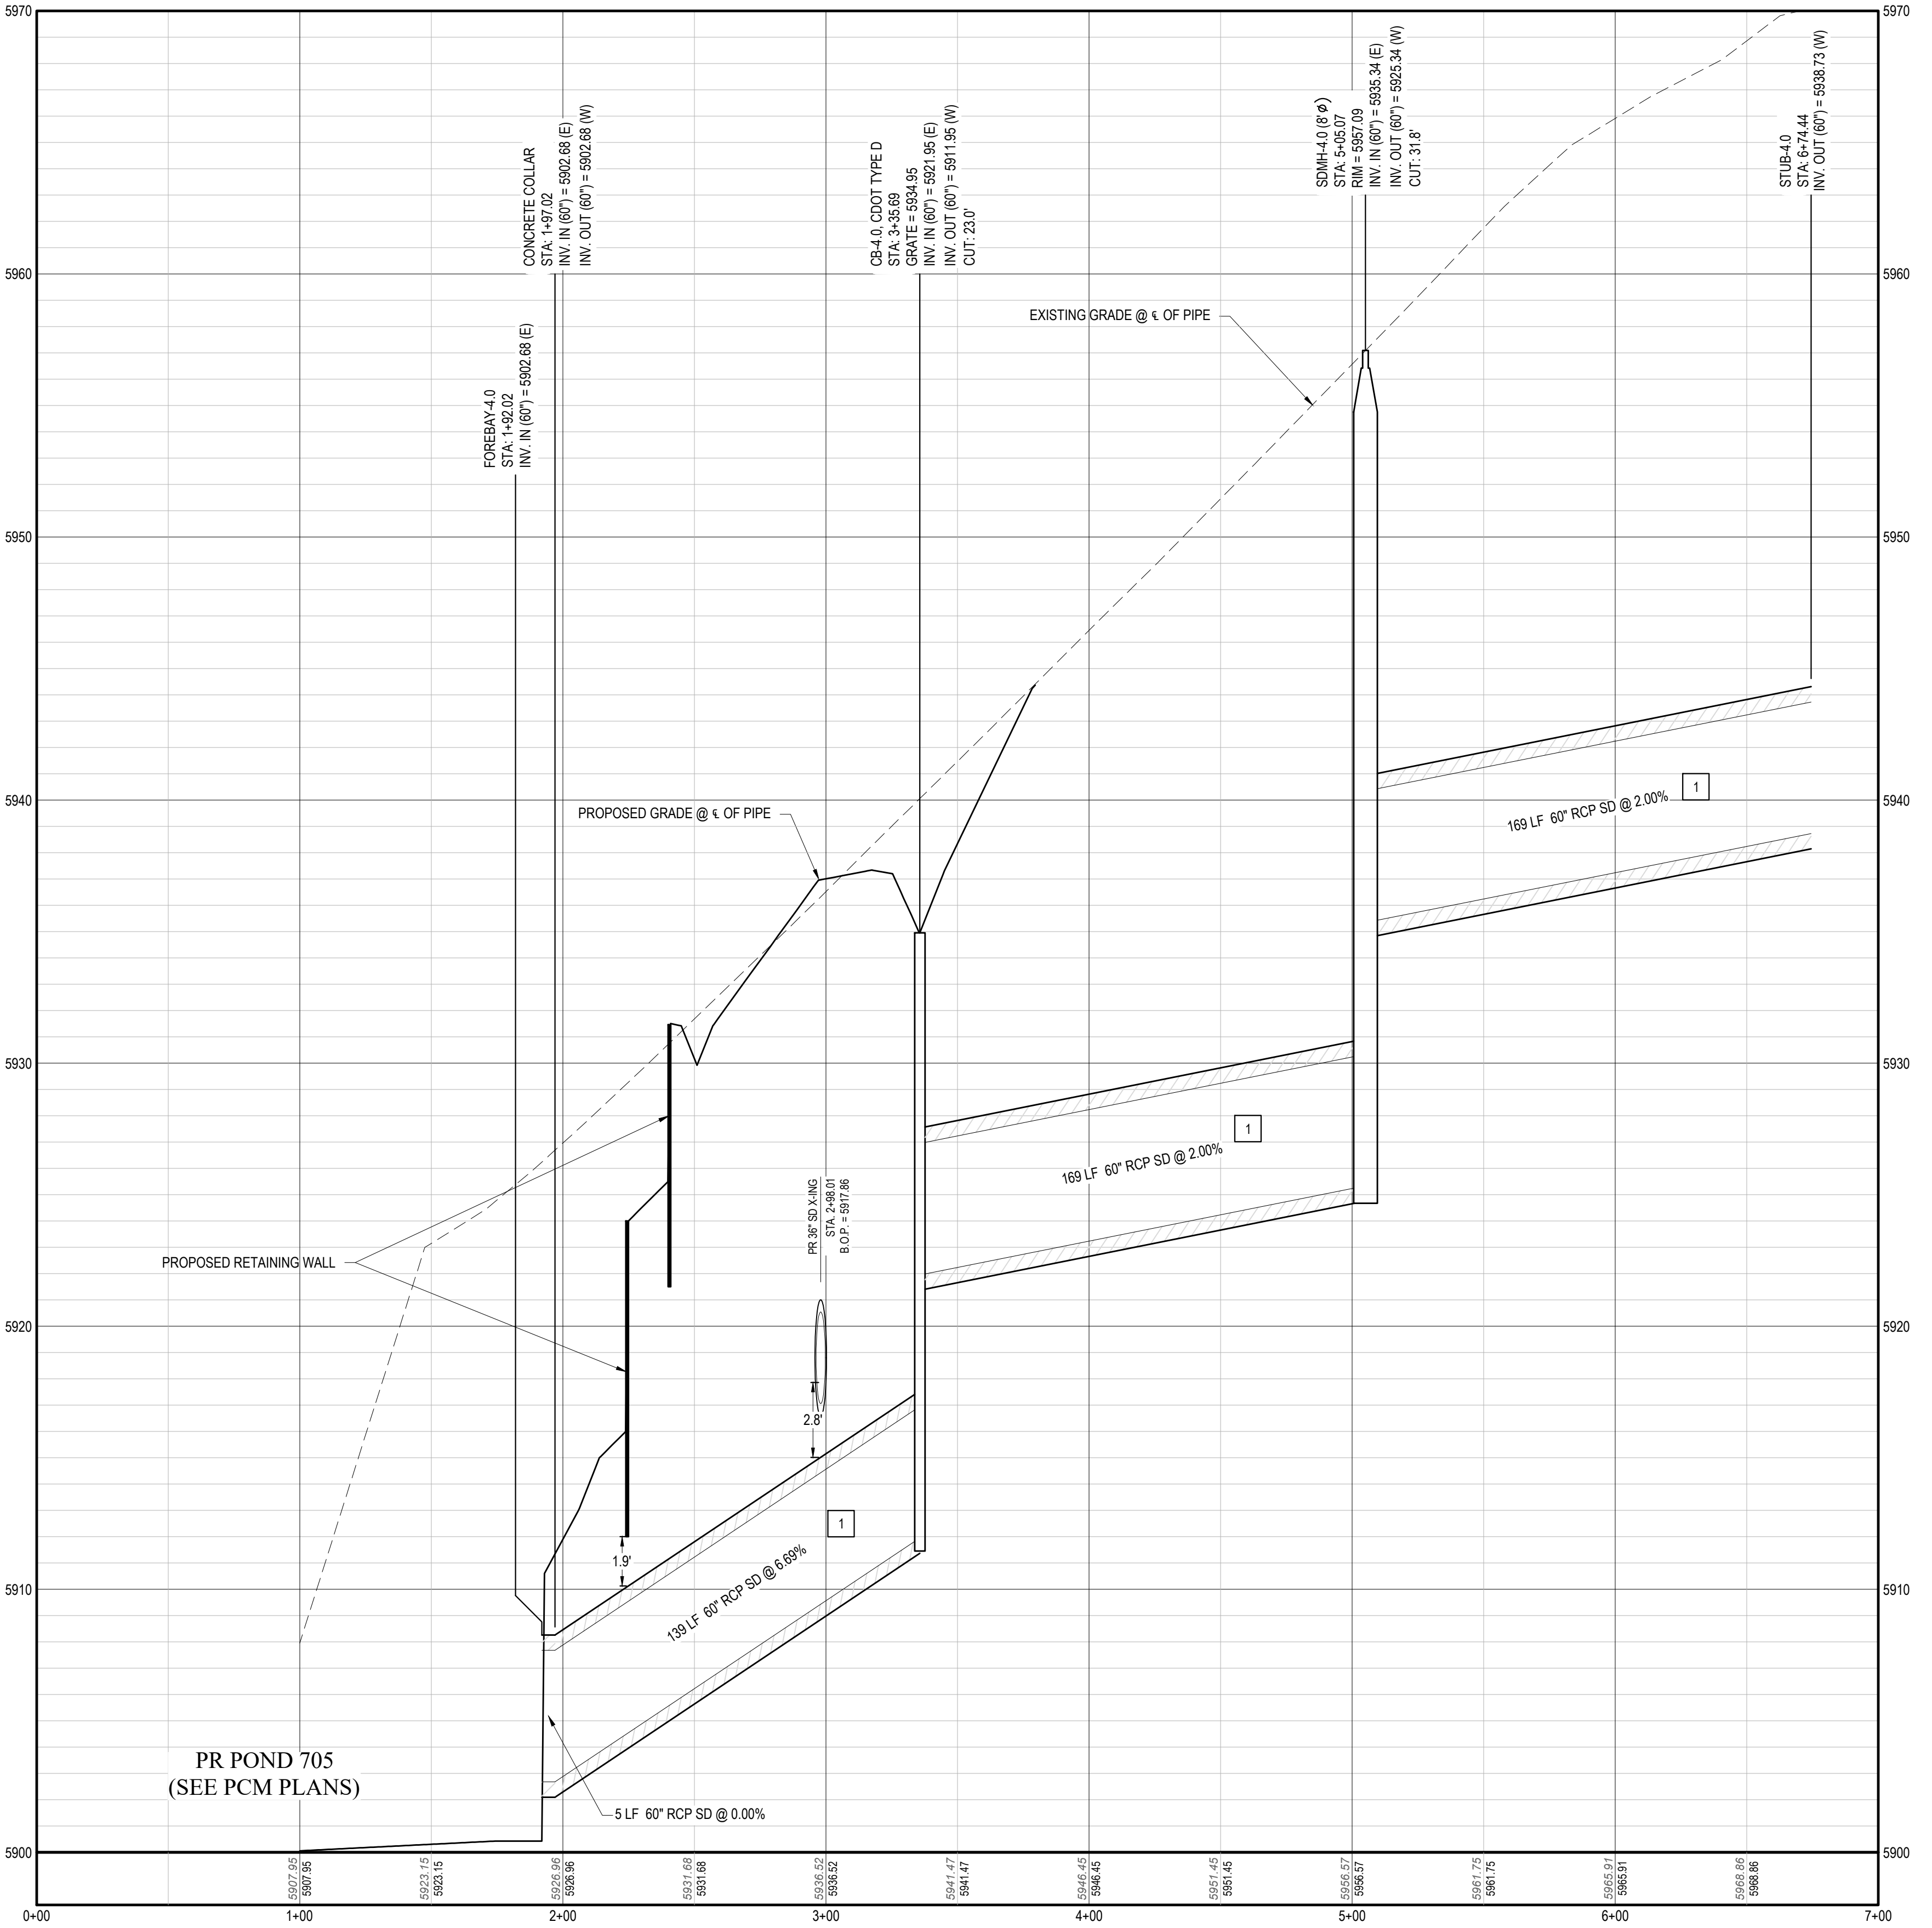 5970
5960
5950
5940
5930
5920
5910
5900
5970
5960
5950
5940
5930
5920
5910
5900
FOREBAY-4.0
STA: 1+92.02
INV. IN (60") = 5902.68 (E)
CONCRETE COLLAR
STA: 1+97.02
INV. IN (60") = 5902.68 (E)
INV. OUT (60") = 5902.68 (W)
CB-4.0, CDOT TYPE D
STA: 3+35.69
GRATE = 5934.95
INV. IN (60") = 5921.95 (E)
INV. OUT (60") = 5911.95 (W)
CUT: 23.0'
SDMH-4.0 (8'Ø)
STA: 5+05.07
RIM = 5957.09
INV. IN (60") = 5935.34 (E)
INV. OUT (60") = 5925.34 (W)
CUT: 31.8'
STUB-4.0
STA: 6+74.44
INV. OUT (60") = 5938.73 (W)
EXISTING GRADE @ ℄ OF PIPE
PROPOSED GRADE @ ℄ OF PIPE
169 LF 60" RCP SD @ 2.00%
1
169 LF 60" RCP SD @ 2.00%
1
PR 36" SD X-ING
STA. 2+98.01
B.O.P. = 5917.86
PROPOSED RETAINING WALL
2.8'
1.9'
139 LF 60" RCP SD @ 6.69%
1
PR POND 705
(SEE PCM PLANS)
5 LF 60" RCP SD @ 0.00%
5907.95
5907.95
5923.15
5923.15
5926.96
5926.96
5931.68
5931.68
5936.52
5936.52
5941.47
5941.47
5946.45
5946.45
5951.45
5951.45
5956.57
5956.57
5961.75
5961.75
5965.91
5965.91
5968.86
5968.86
0+00 1+00 2+00 3+00 4+00 5+00 6+00 7+00